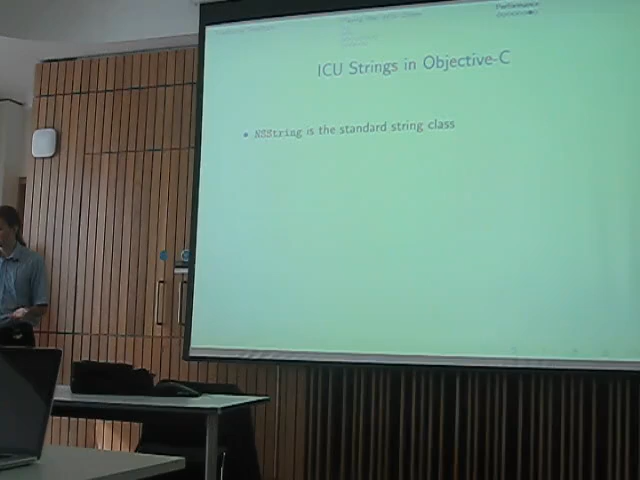 Performance
ICU Strings in Objective-C
• NSString is the standard string class